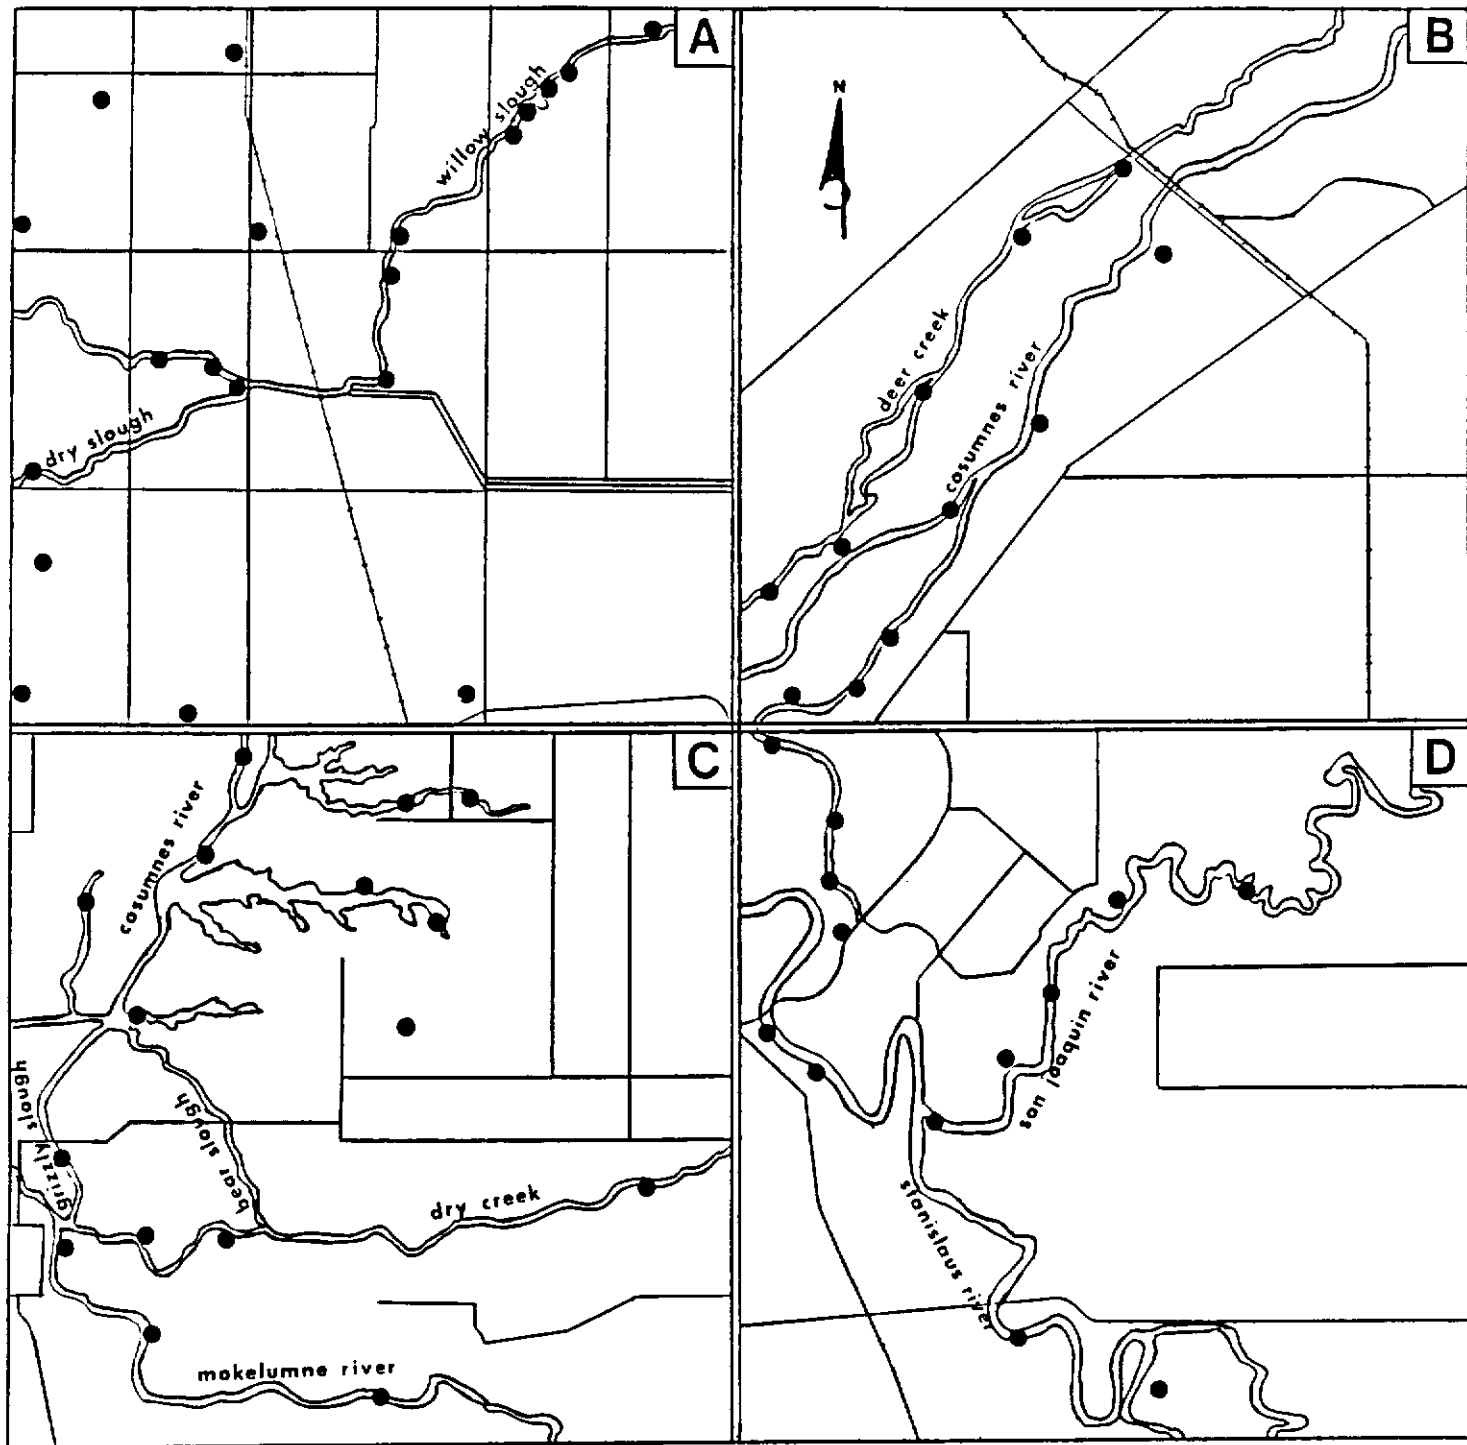 A
willow slough
dry slough
B
N
deer creek
cosumnes river
C
cosumnes river
grizzly slough
bear slough
dry creek
mokelumne river
D
san joaquin river
stanislaus river